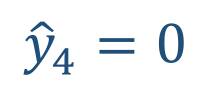 ŷ₄ = 0